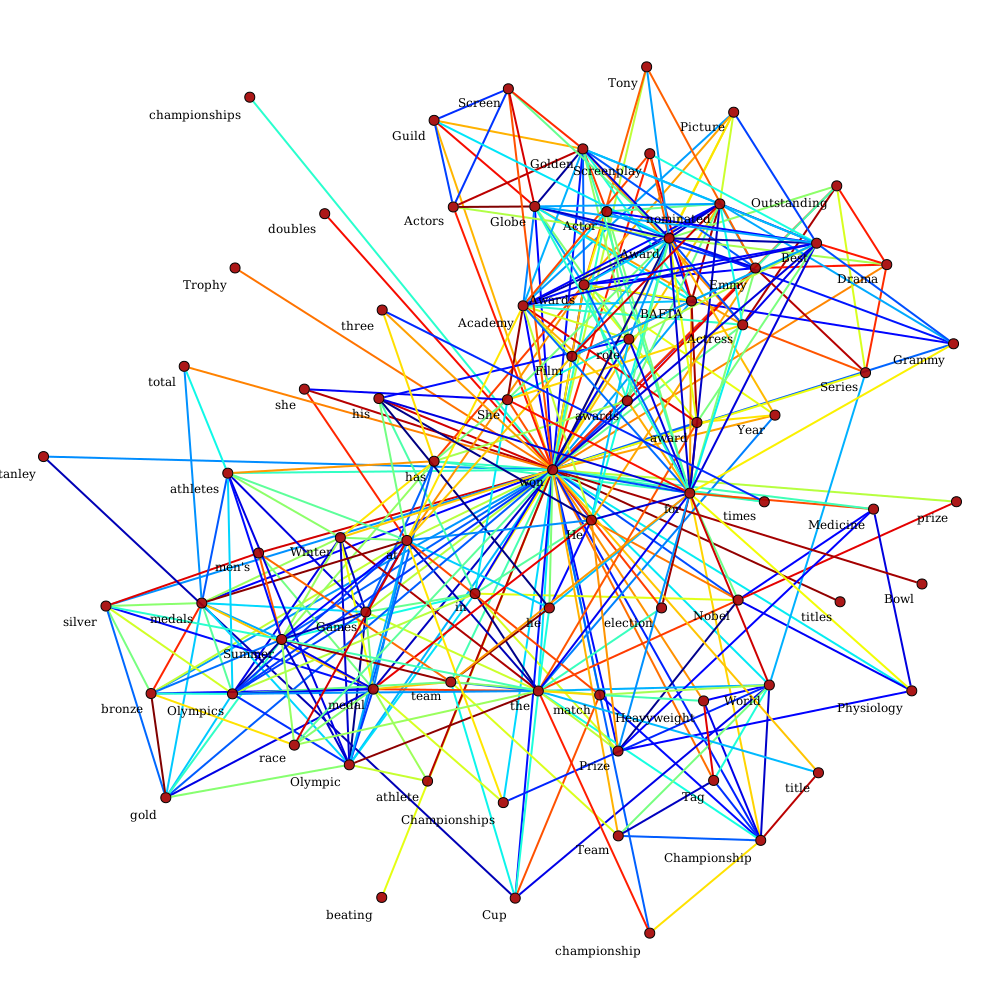 Tony
Screen
championships
Picture
Guild
Golden
Screenplay
Outstanding
Actors
Globe
Actor
nominated
doubles
Award
Best
Drama
Trophy
Awards
Emmy
BAFTA
three
Academy
Actress
role
Film
Grammy
total
Series
she
his
She
awards
Year
award
has
won
tanley
athletes
for
times
prize
Medicine
He
Winter
at
men's
Bowl
in
he
election
Nobel
titles
silver
medals
Games
Summer
team
the
match
World
Physiology
bronze
Olympics
medal
Heavyweight
race
Prize
Olympic
title
athlete
Tag
gold
Championships
Team
Championship
beating
Cup
championship